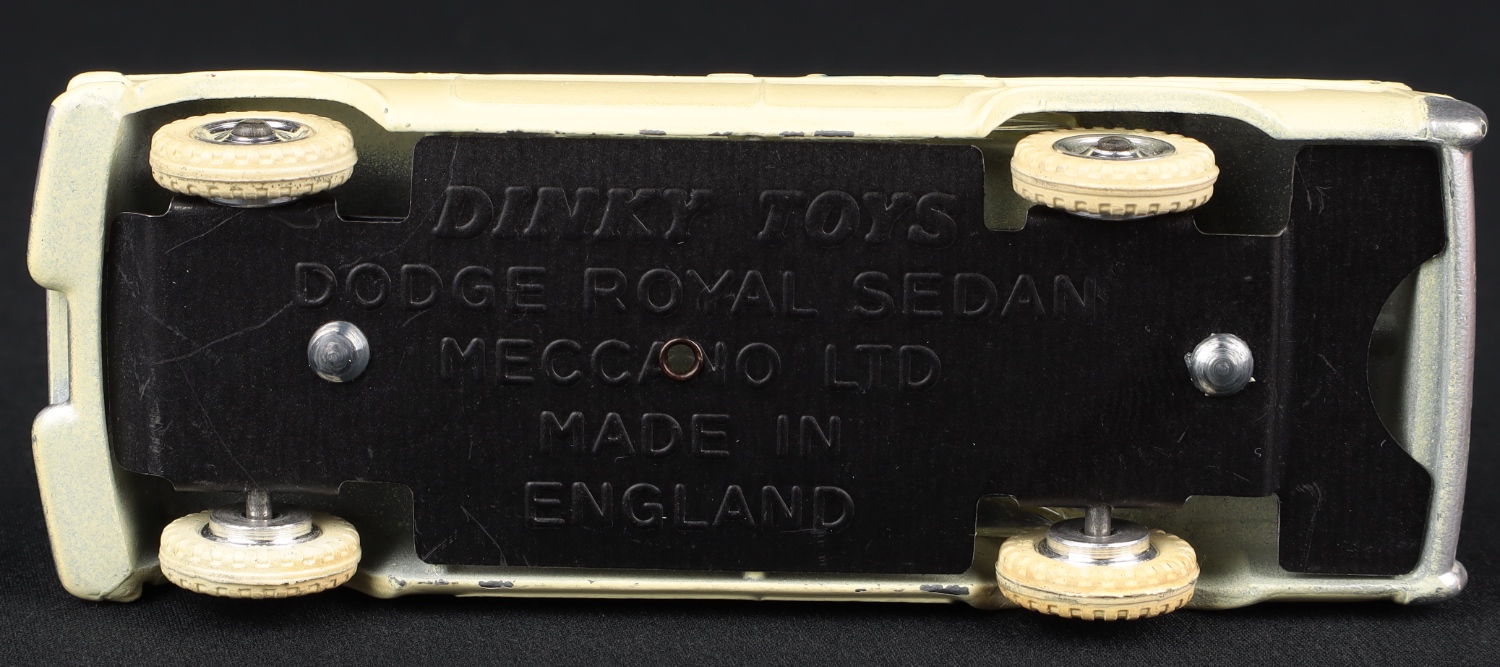 DINKY TOYS
DODGE ROYAL SEDAN
MECCANO LTD
MADE IN
ENGLAND